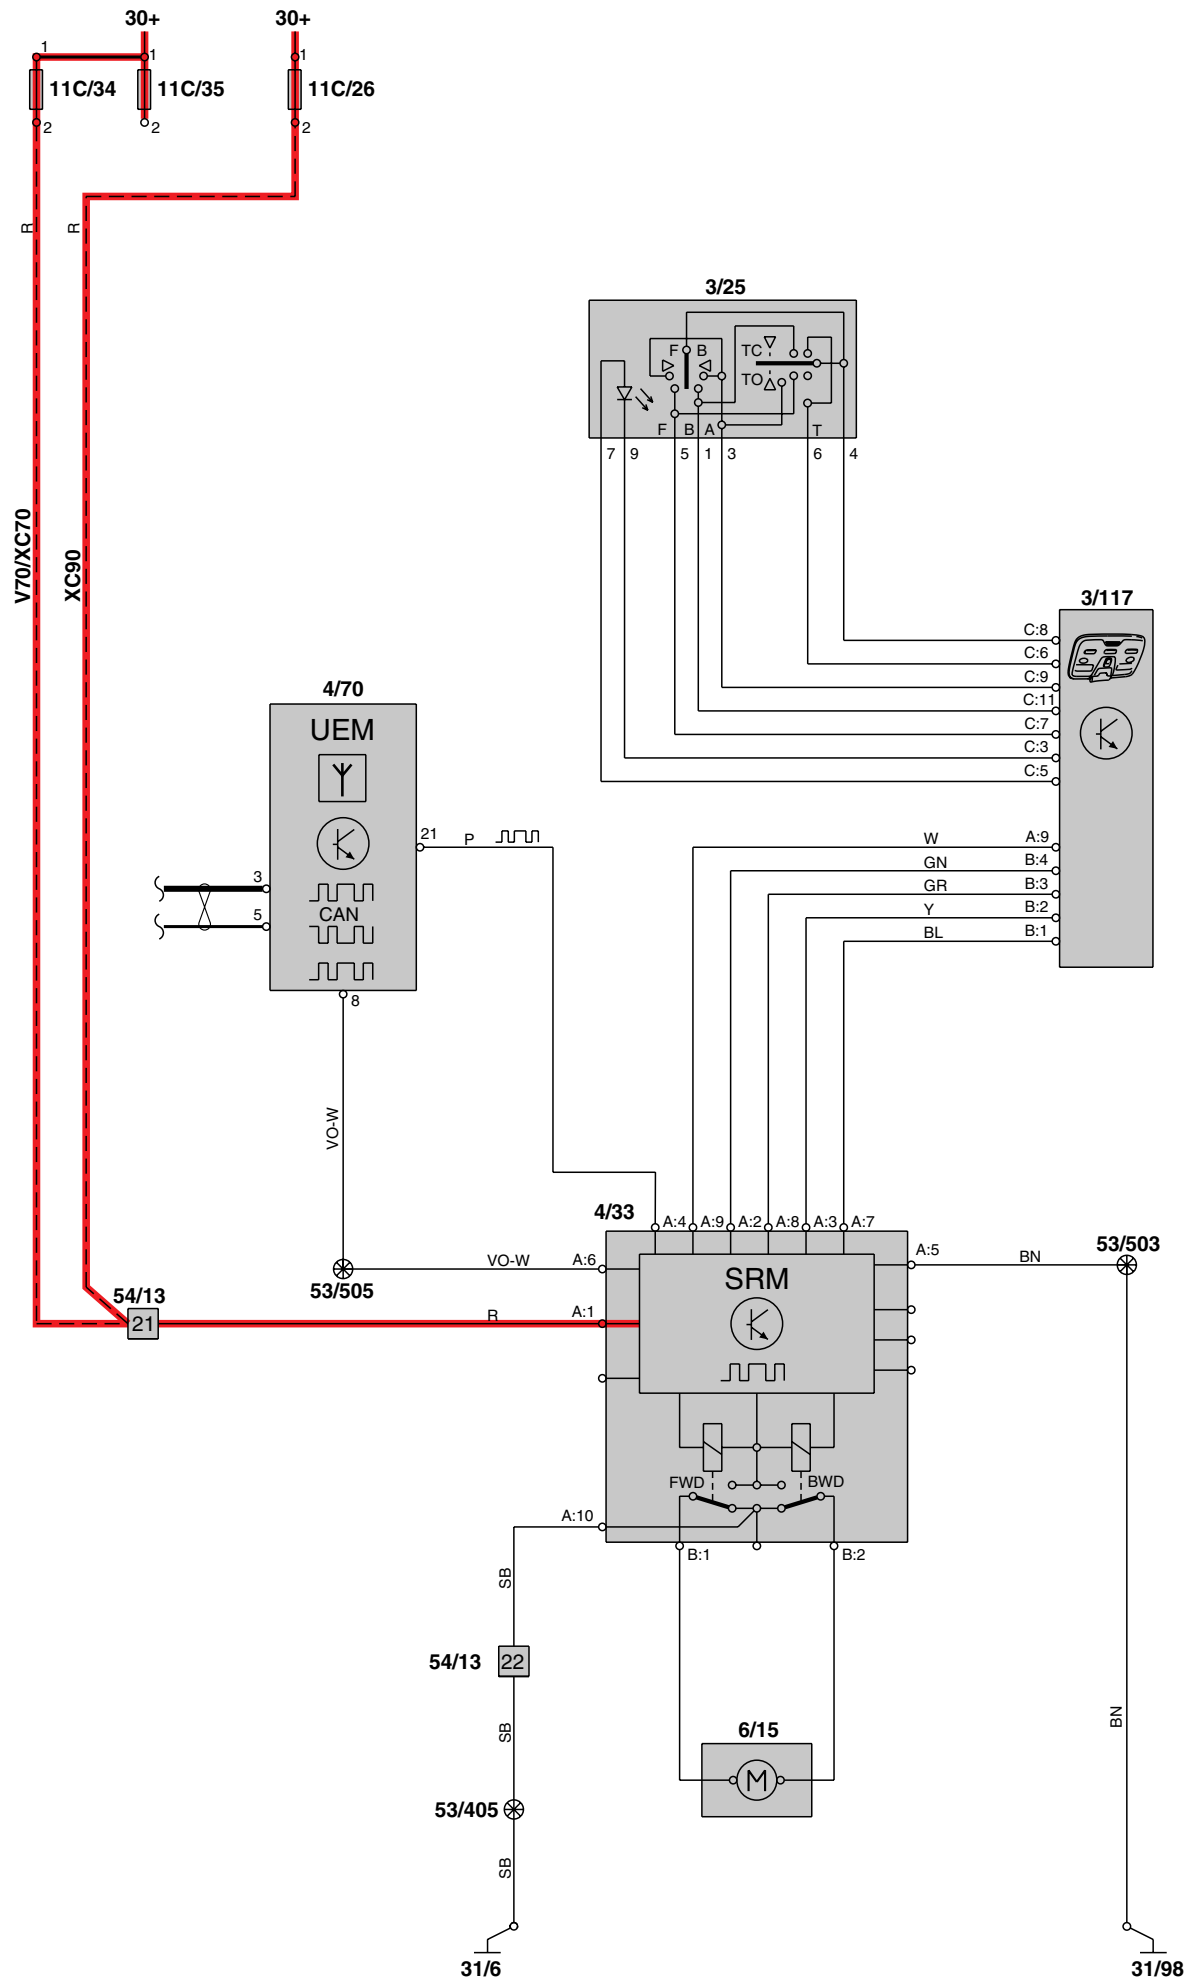 30+ 30+
1 1 1
11C/34 11C/35 11C/26
2 2 2
R R
3/25
F B TC
TO
F B A T
7 9 5 1 3 6 4
V70/XC70
XC90
3/117
C:8
C:6
C:9
C:11
C:7
C:3
C:5
4/70
UEM
21 P
3
CAN
5
8
W A:9
GN B:4
GR B:3
Y B:2
BL B:1
VO-W
4/33
A:4 A:9 A:2 A:8 A:3 A:7
VO-W A:6
53/505
SRM
A:5 BN 53/503
54/13
21
R A:1
FWD BWD
A:10
B:1 B:2
SB
54/13 22
SB
6/15
M
BN
53/405
SB
31/6 31/98